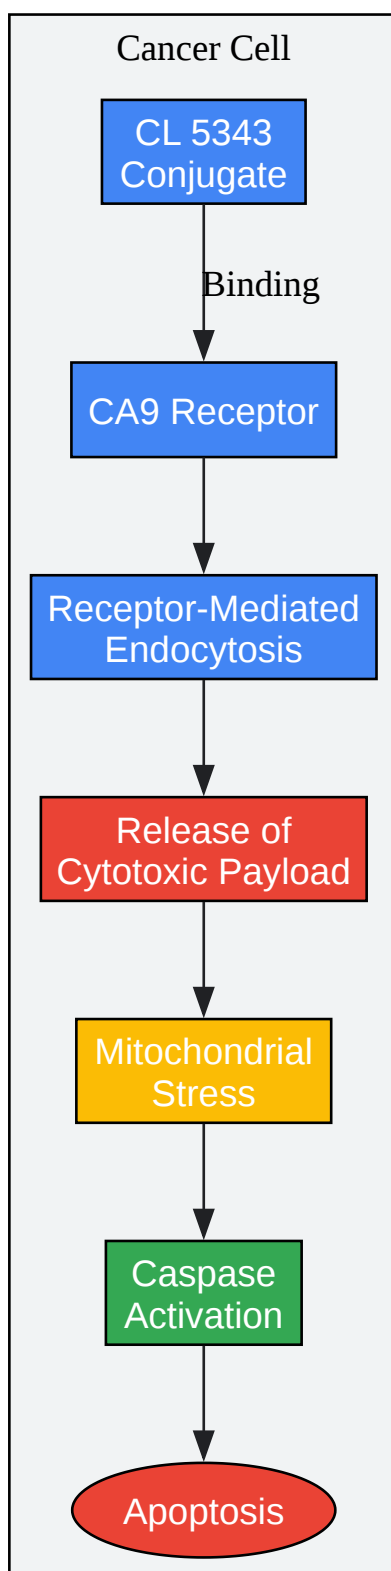 Cancer Cell
CL 5343
Conjugate
Binding
CA9 Receptor
Receptor-Mediated
Endocytosis
Release of
Cytotoxic Payload
Mitochondrial
Stress
Caspase
Activation
Apoptosis